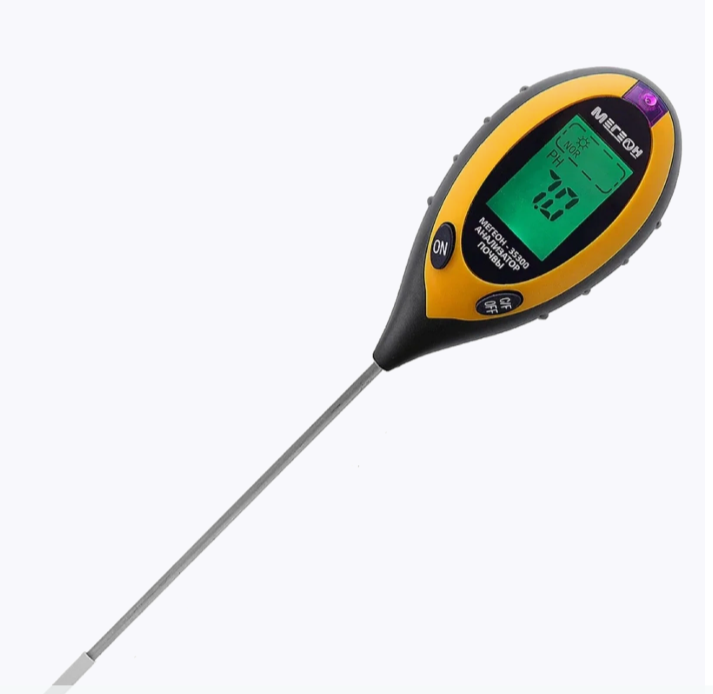 МЕГЕОН
NOR
PH
7.0
МЕГЕОН - 35300
АНАЛИЗАТОР
ПОЧВЫ
ON
C/F
OFF